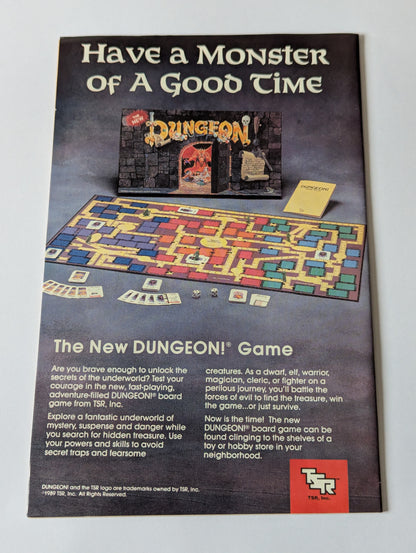 Have a Monster
of A Good Time
THE NEW
DUNGEON
DUNGEON!
The New DUNGEON!® Game
Are you brave enough to unlock the
secrets of the underworld? Test your
courage in the new, fast-playing,
adventure-filled DUNGEON!® board
game from TSR, Inc.
Explore a fantastic underworld of
mystery, suspense and danger while
you search for hidden treasure. Use
your powers and skills to avoid
secret traps and fearsome
creatures. As a dwarf, elf, warrior,
magician, cleric, or fighter on a
perilous journey, you'll battle the
forces of evil to find the treasure, win
the game...or just survive.
Now is the time! The new
DUNGEON!® board game can be
found clinging to the shelves of a
toy or hobby store in your
neighborhood.
TSR
TSR, Inc.
DUNGEON! and the TSR logo are trademarks owned by TSR, Inc.
©1989 TSR, Inc. All Rights Reserved.